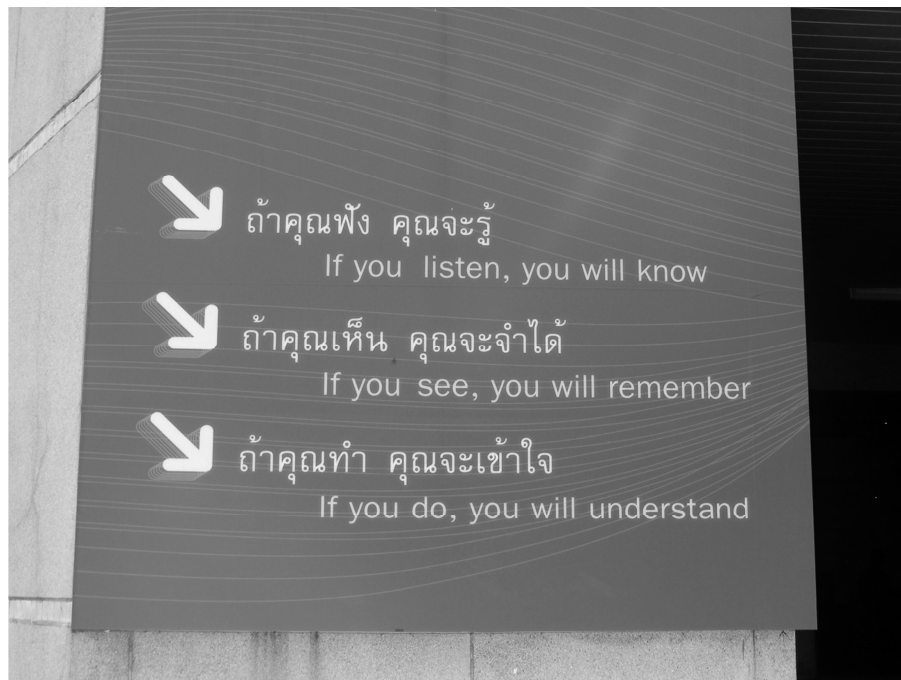 ถ้าคุณฟัง คุณจะรู้
If you listen, you will know
ถ้าคุณเห็น คุณจะจำได้
If you see, you will remember
ถ้าคุณทำ คุณจะเข้าใจ
If you do, you will understand